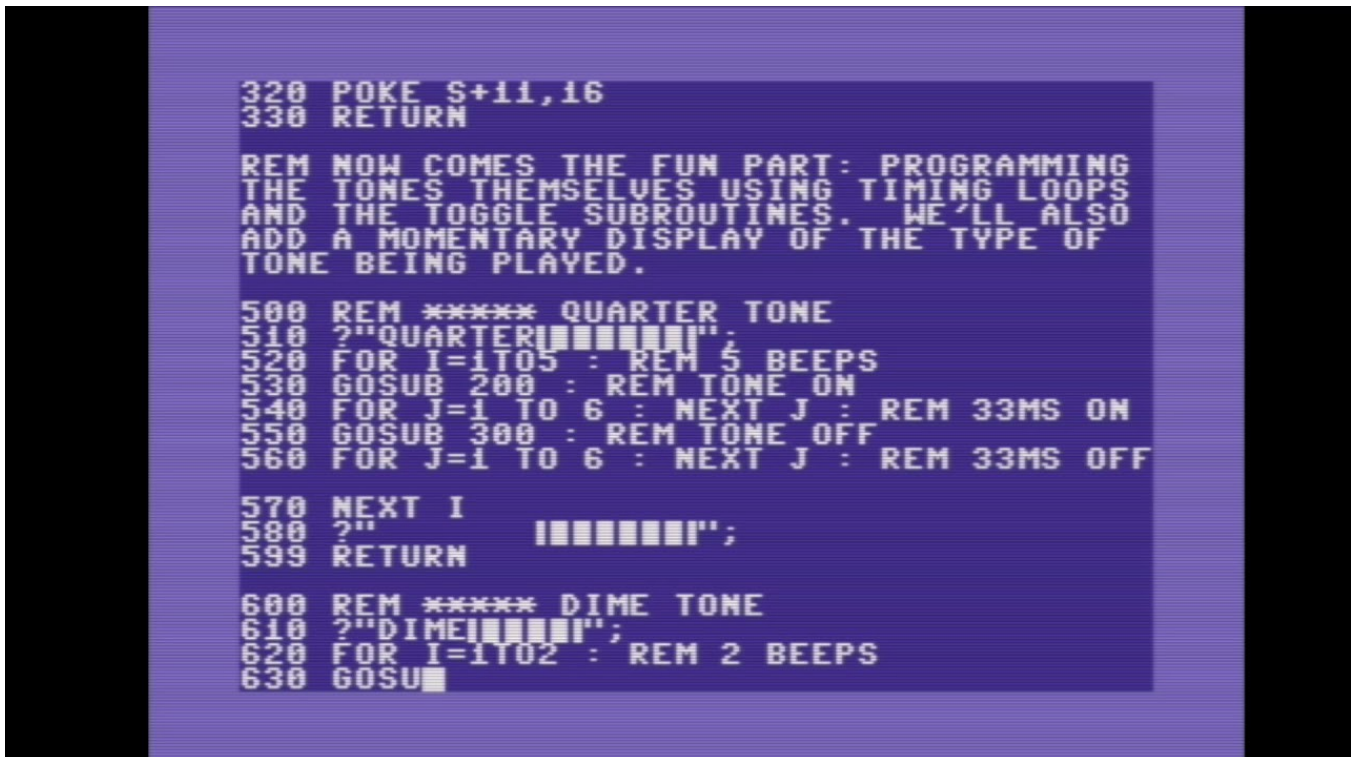 320 POKE S+11,16
330 RETURN
REM NOW COMES THE FUN PART: PROGRAMMING
THE TONES THEMSELVES USING TIMING LOOPS
AND THE TOGGLE SUBROUTINES.  WE'LL ALSO
ADD A MOMENTARY DISPLAY OF THE TYPE OF
TONE BEING PLAYED.
500 REM ***** QUARTER TONE
510 ?"QUARTER";
520 FOR I=1TO5 : REM 5 BEEPS
530 GOSUB 200 : REM TONE ON
540 FOR J=1 TO 6 : NEXT J : REM 33MS ON
550 GOSUB 300 : REM TONE OFF
560 FOR J=1 TO 6 : NEXT J : REM 33MS OFF
570 NEXT I
580 ?"       ";
599 RETURN
600 REM ***** DIME TONE
610 ?"DIME";
620 FOR I=1TO2 : REM 2 BEEPS
630 GOSU